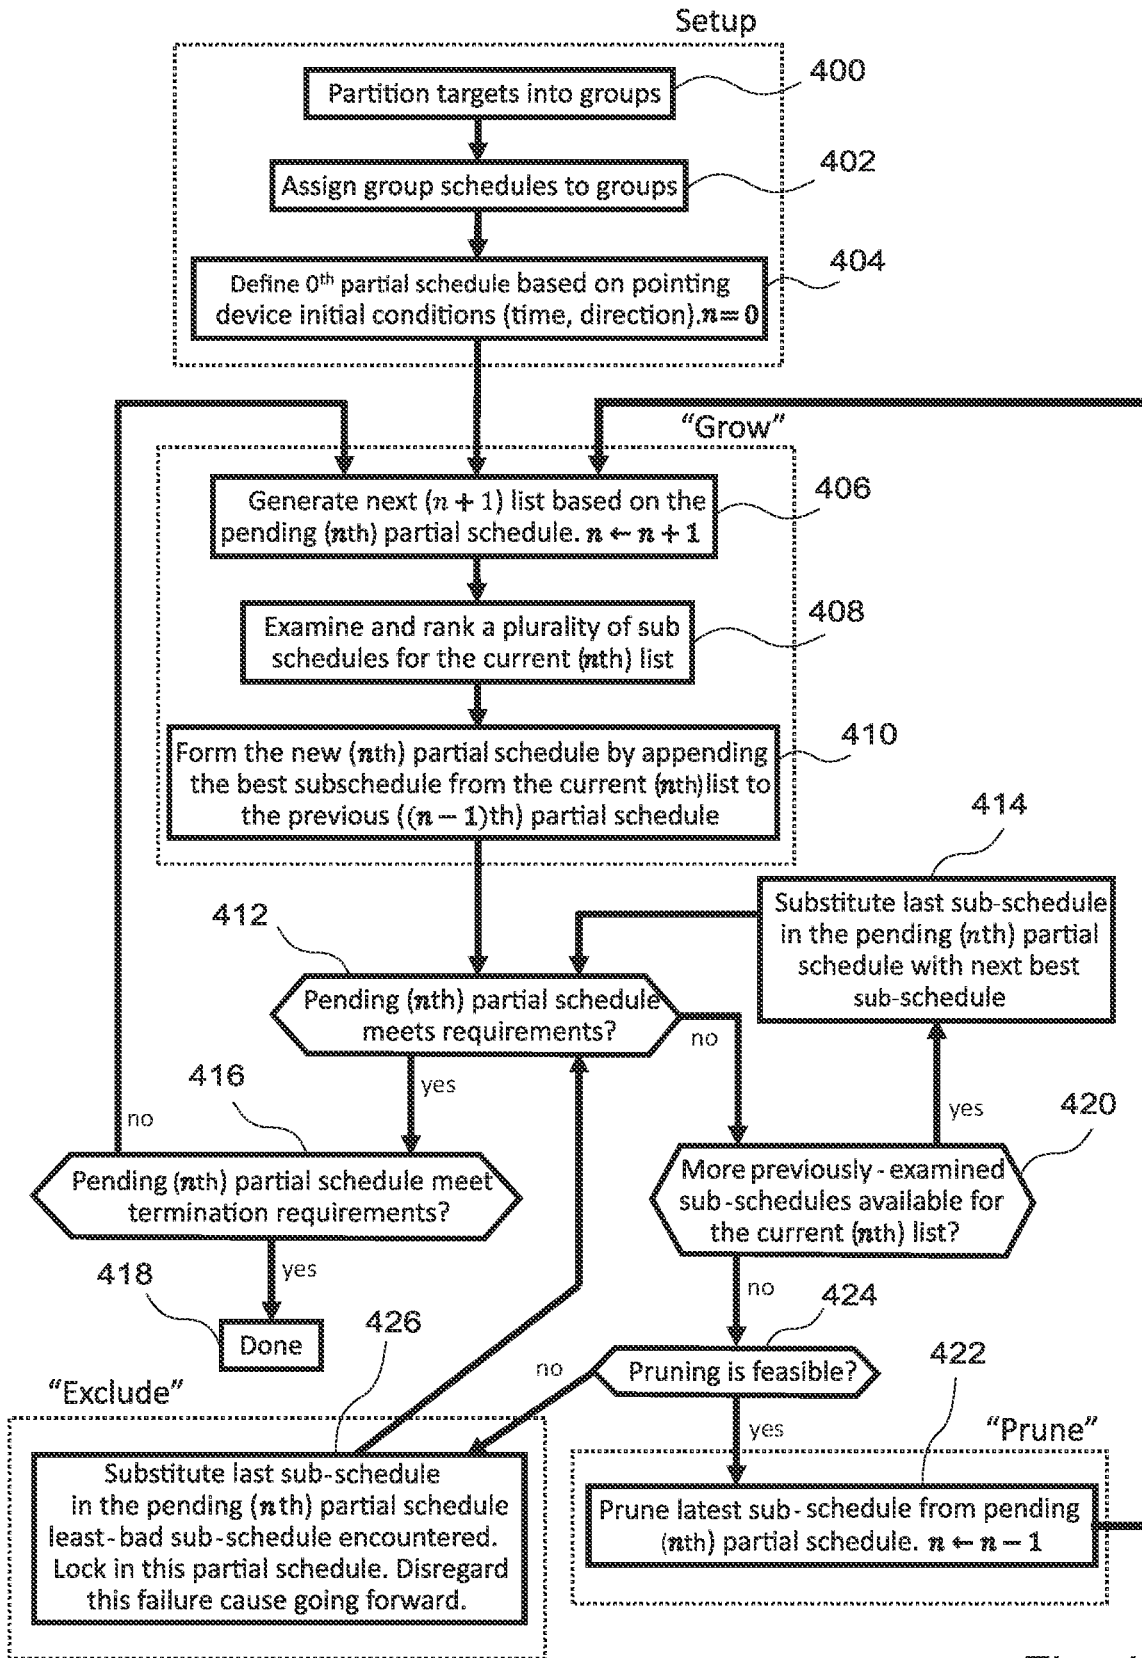 Setup
400
Partition targets into groups
402
Assign group schedules to groups
404
Define 0th partial schedule based on pointing
device initial conditions (time, direction). n = 0
"Grow"
406
Generate next (n + 1) list based on the
pending (nth) partial schedule. n ← n + 1
408
Examine and rank a plurality of sub
schedules for the current (nth) list
410
Form the new (nth) partial schedule by appending
the best subschedule from the current (nth) list to
the previous ((n − 1)th) partial schedule
414
Substitute last sub-schedule
in the pending (nth) partial
schedule with next best
sub-schedule
412
Pending (nth) partial schedule
meets requirements?
no
yes
416
no
Pending (nth) partial schedule meet
termination requirements?
yes
418
Done
yes
420
More previously - examined
sub - schedules available for
the current (nth) list?
no
424
Pruning is feasible?
no
yes
422
"Prune"
Prune latest sub - schedule from pending
(nth) partial schedule. n ← n − 1
426
"Exclude"
Substitute last sub-schedule
in the pending (nth) partial schedule
least-bad sub-schedule encountered.
Lock in this partial schedule. Disregard
this failure cause going forward.